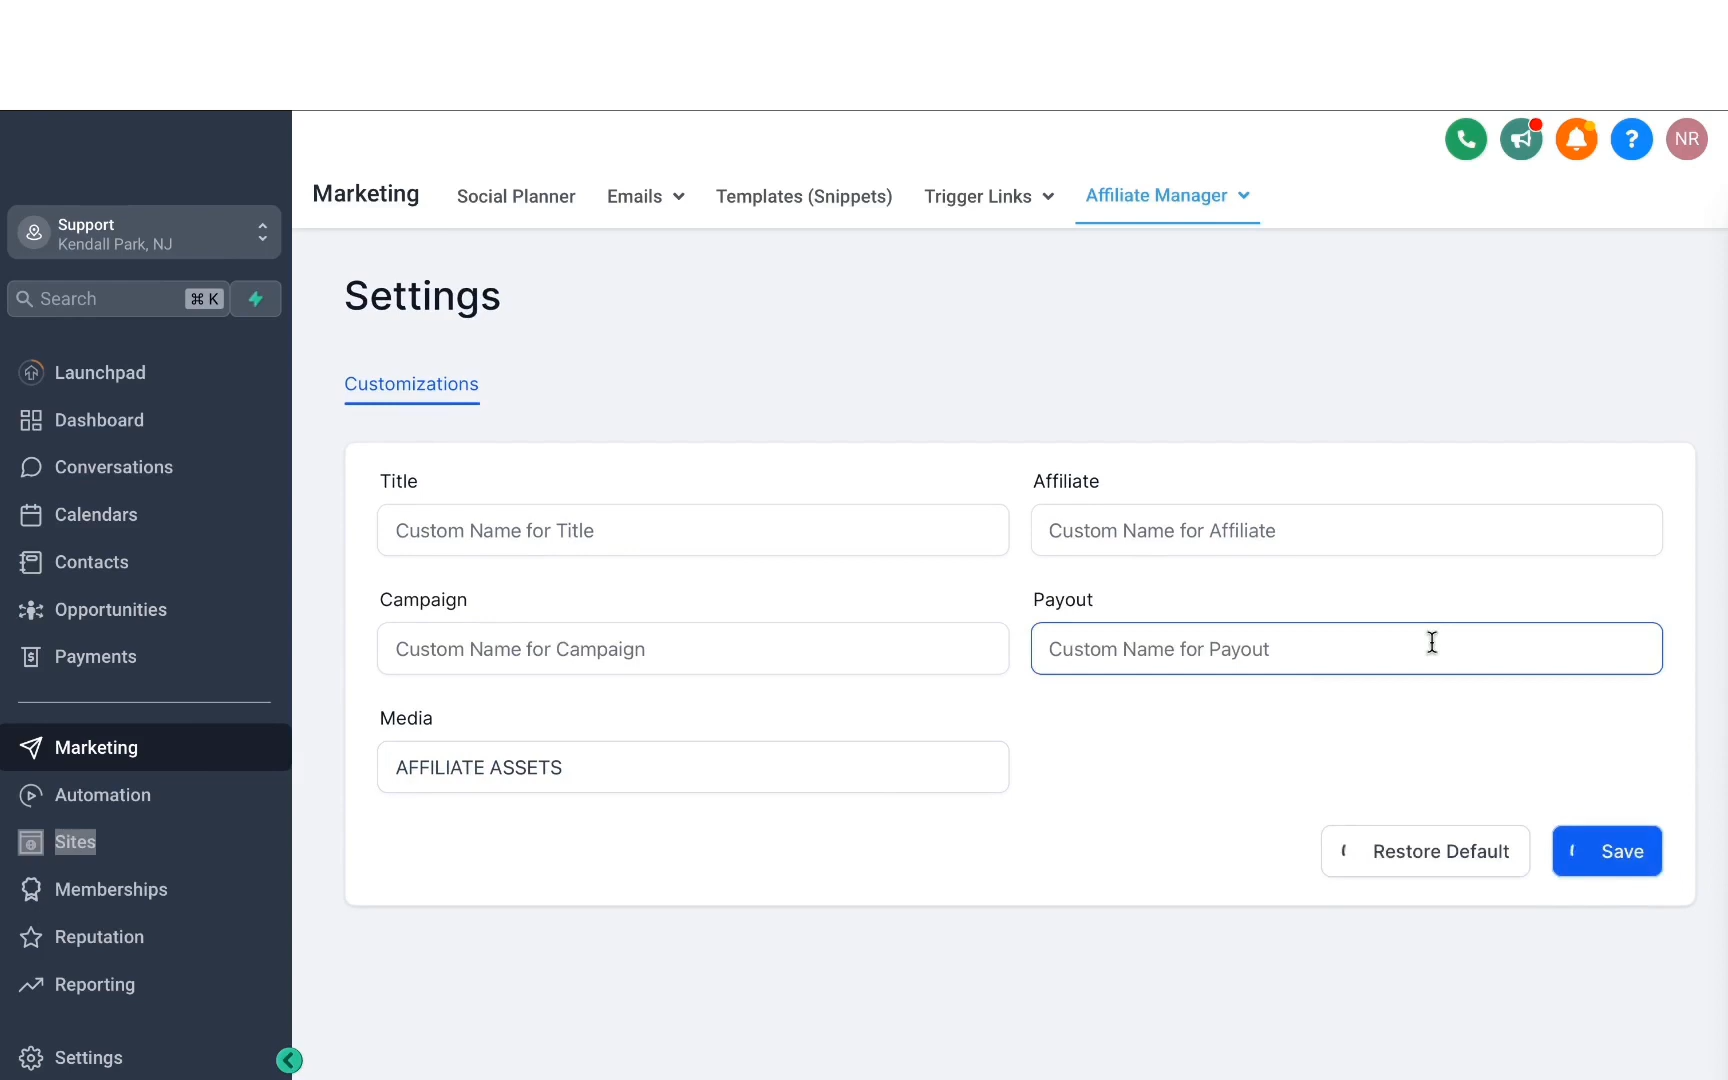 NR
Marketing
Social Planner
Emails
Templates (Snippets)
Trigger Links
Affiliate Manager
Support
Kendall Park, NJ
Search
⌘ K
Launchpad
Dashboard
Conversations
Calendars
Contacts
Opportunities
Payments
Marketing
Automation
Sites
Memberships
Reputation
Reporting
Settings
Settings
Customizations
Title
Affiliate
Custom Name for Title
Custom Name for Affiliate
Campaign
Payout
Custom Name for Campaign
Custom Name for Payout
Media
AFFILIATE ASSETS
Restore Default
Save